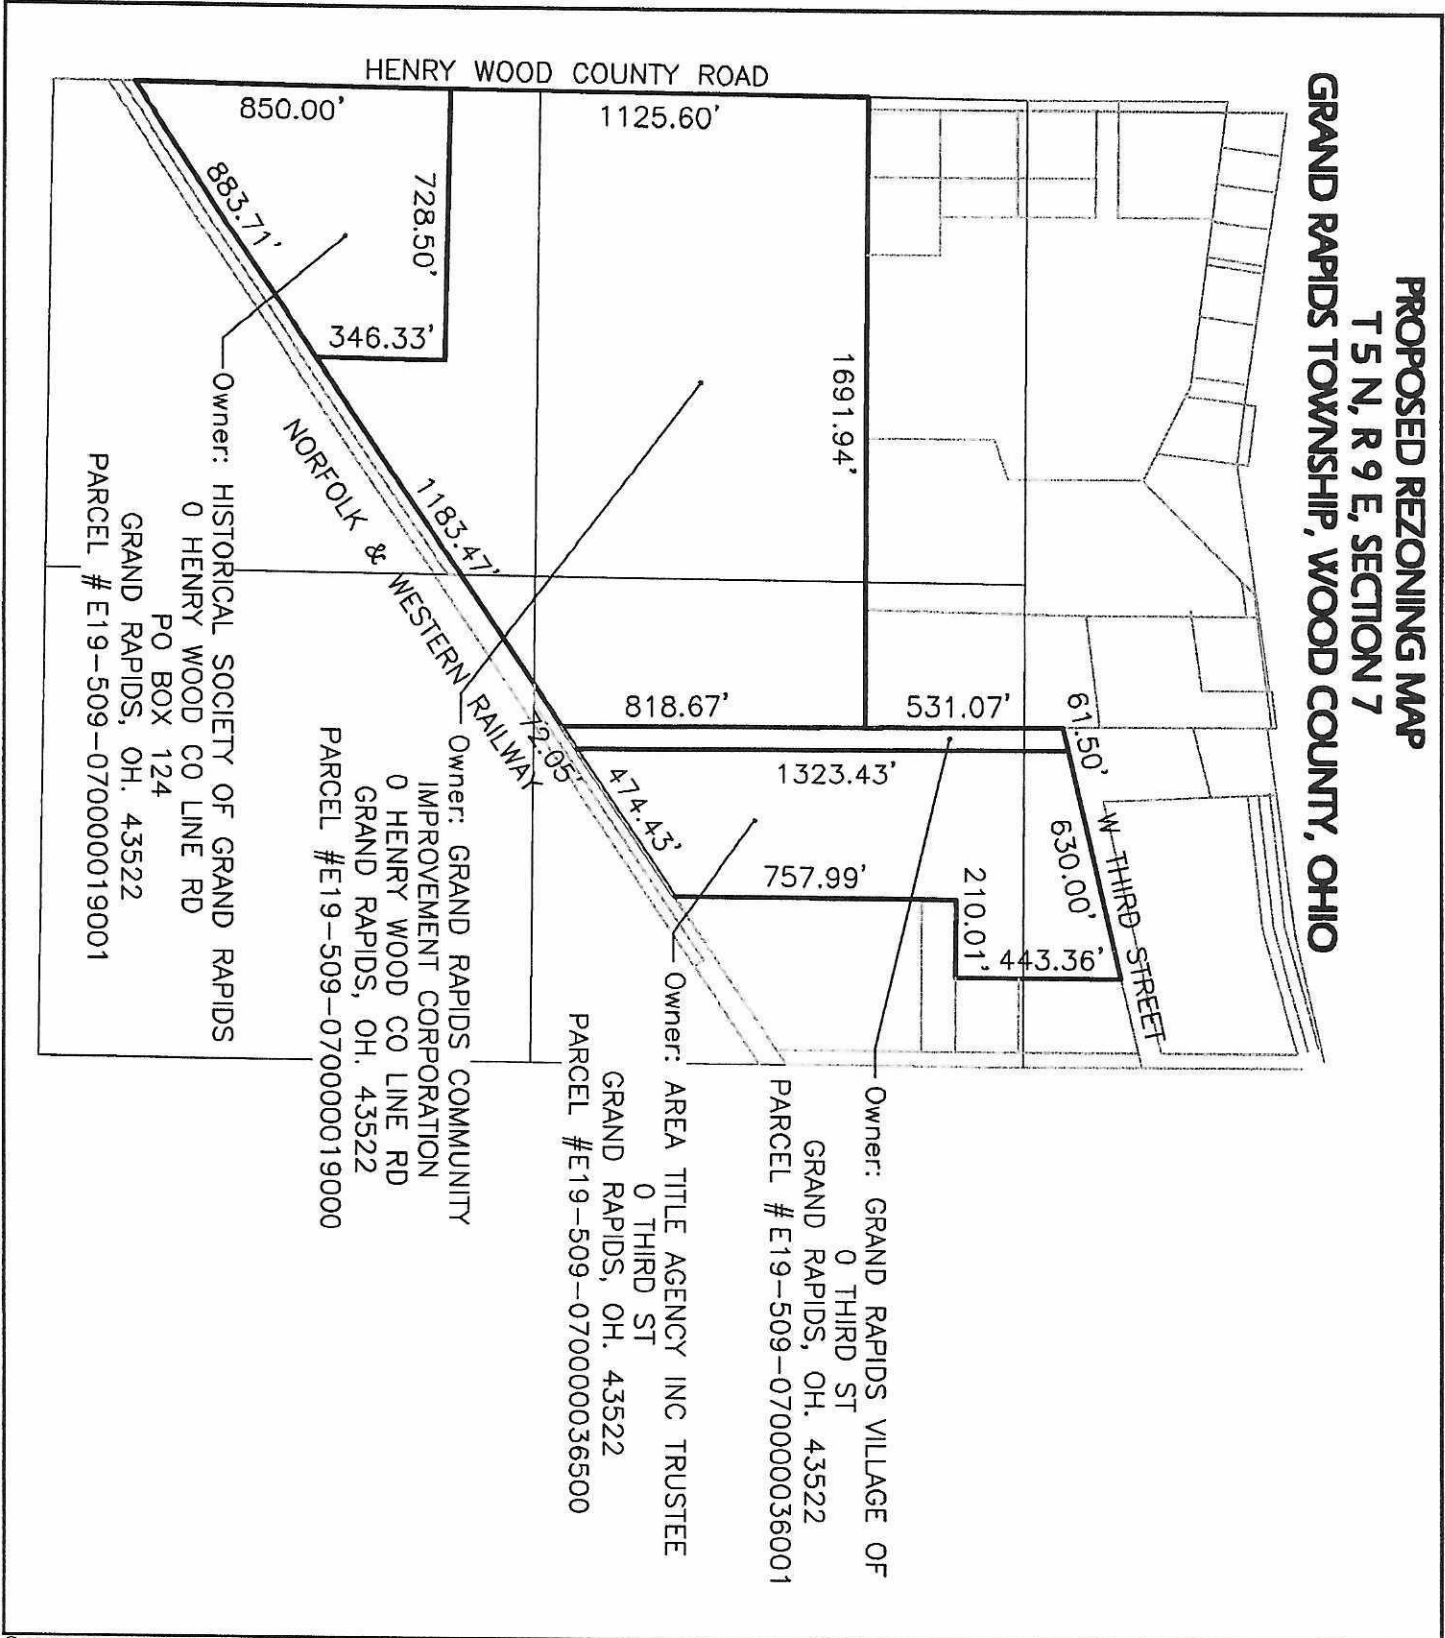 PROPOSED REZONING MAP
T 5 N, R 9 E, SECTION 7
GRAND RAPIDS TOWNSHIP, WOOD COUNTY, OHIO
HENRY WOOD COUNTY ROAD
850.00'
1125.60'
883.71'
728.50'
346.33'
1691.94'
1183.47'
NORFOLK & WESTERN RAILWAY
818.67'
531.07'
61.50'
72.05'
474.43'
1323.43'
630.00'
W THIRD STREET
757.99'
210.01'
443.36'
Owner: GRAND RAPIDS VILLAGE OF
0 THIRD ST
GRAND RAPIDS, OH. 43522
PARCEL #E19-509-070000036001
Owner: AREA TITLE AGENCY INC TRUSTEE
0 THIRD ST
GRAND RAPIDS, OH. 43522
PARCEL #E19-509-070000036500
Owner: GRAND RAPIDS COMMUNITY
IMPROVEMENT CORPORATION
0 HENRY WOOD CO LINE RD
GRAND RAPIDS, OH. 43522
PARCEL #E19-509-070000019000
Owner: HISTORICAL SOCIETY OF GRAND RAPIDS
0 HENRY WOOD CO LINE RD
PO BOX 124
GRAND RAPIDS, OH. 43522
PARCEL #E19-509-070000019001